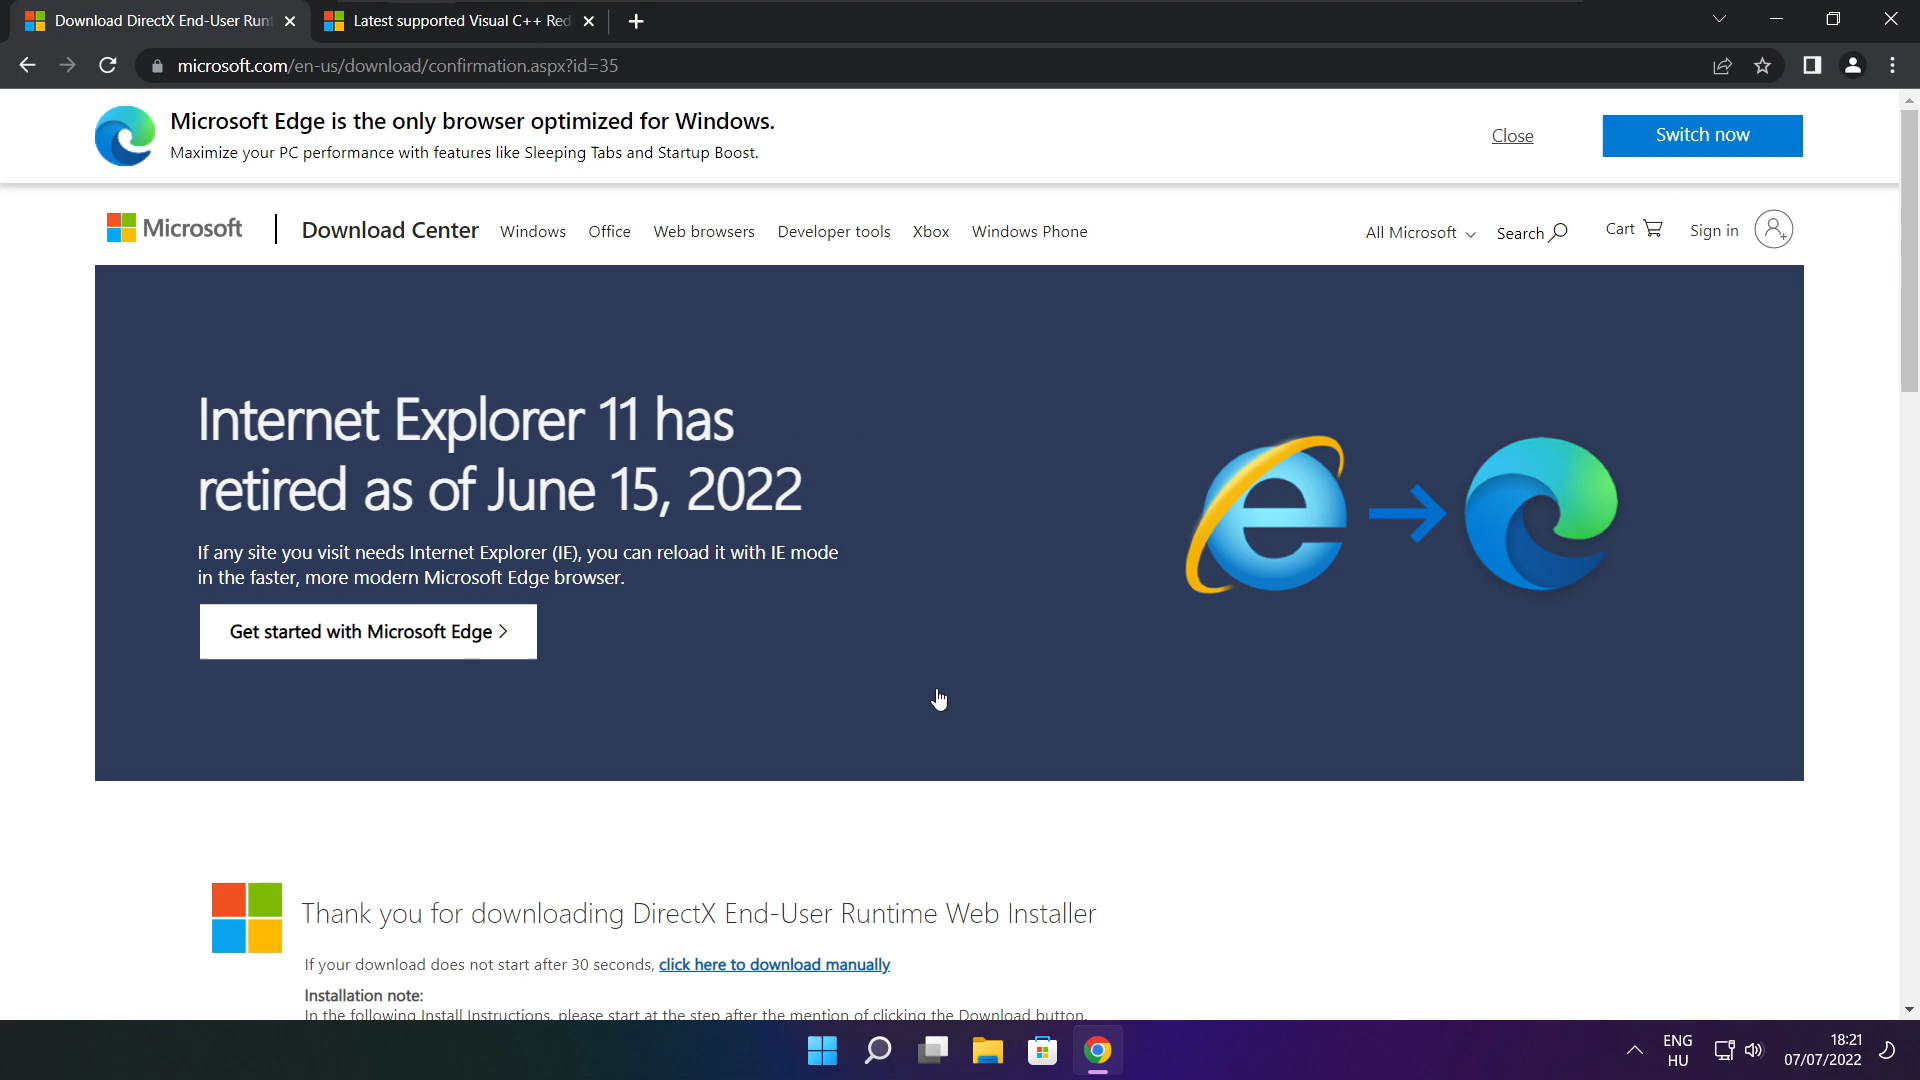 Download DirectX End-User Runt
Latest supported Visual C++ Red
microsoft.com/en-us/download/confirmation.aspx?id=35
Microsoft Edge is the only browser optimized for Windows.
Maximize your PC performance with features like Sleeping Tabs and Startup Boost.
Close
Switch now
Microsoft
Download Center
Windows
Office
Web browsers
Developer tools
Xbox
Windows Phone
All Microsoft
Search
Cart
Sign in
Internet Explorer 11 has
retired as of June 15, 2022
If any site you visit needs Internet Explorer (IE), you can reload it with IE mode
in the faster, more modern Microsoft Edge browser.
Get started with Microsoft Edge >
Thank you for downloading DirectX End-User Runtime Web Installer
If your download does not start after 30 seconds, click here to download manually
Installation note:
In the following Install Instructions, please start at the step after the mention of clicking the Download button.
ENG
HU
18:21
07/07/2022